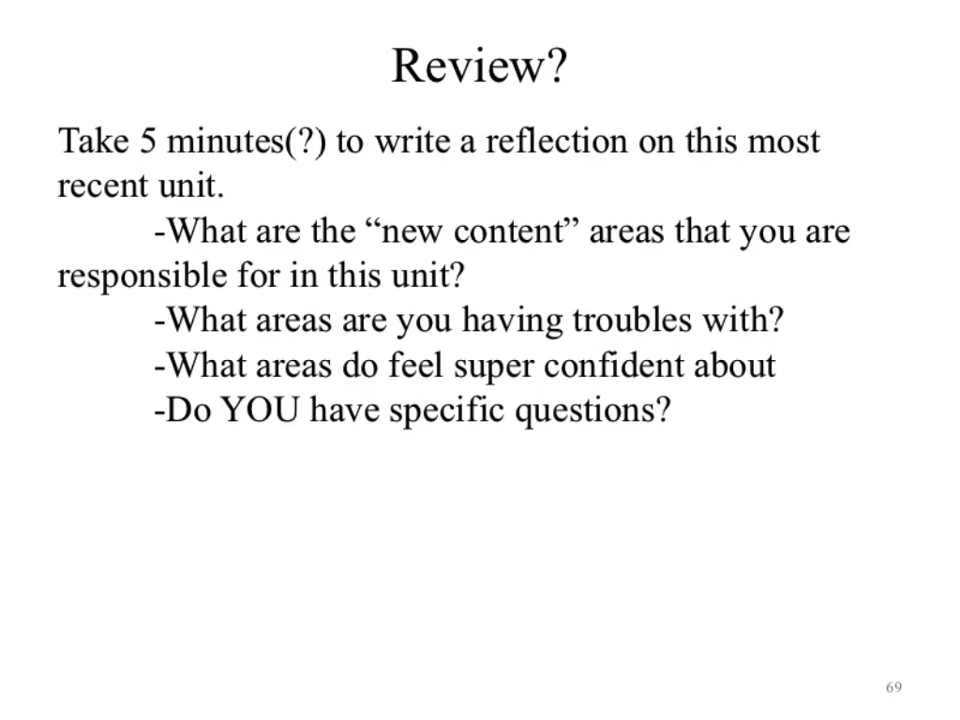 Review?
Take 5 minutes(?) to write a reflection on this most
recent unit.
-What are the “new content” areas that you are
responsible for in this unit?
-What areas are you having troubles with?
-What areas do feel super confident about
-Do YOU have specific questions?
69